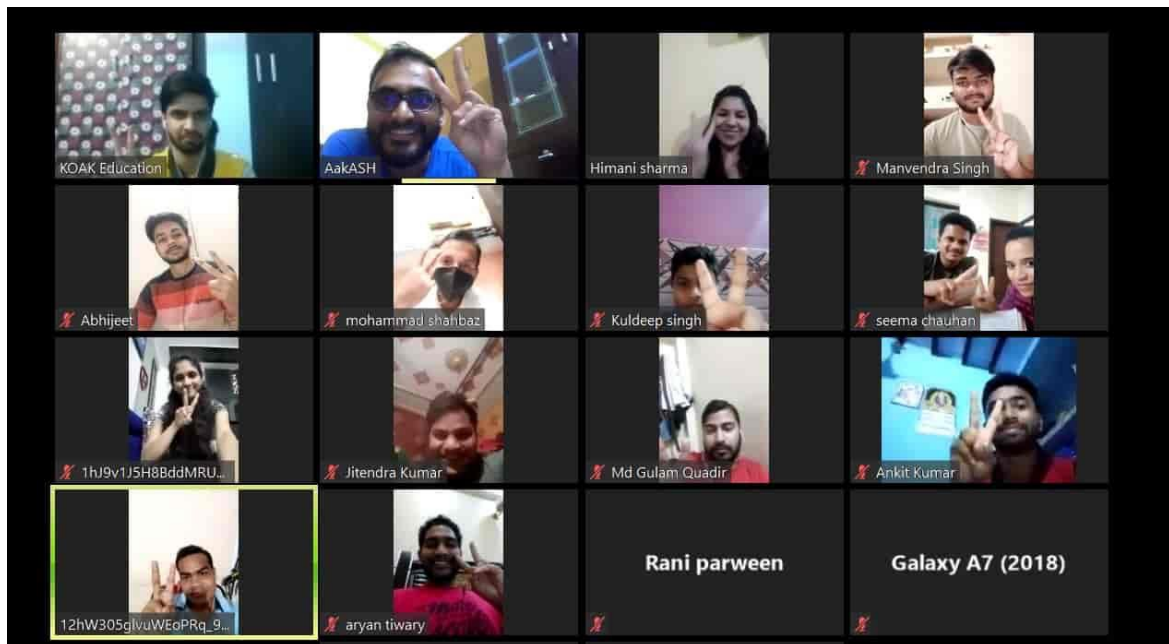 KOAK Education
AakASH
Himani sharma
Manvendra Singh
Abhijeet
mohammad shahbaz
Kuldeep singh
seema chauhan
1hJ9v1J5H8BddMRU...
Jitendra Kumar
Md Gulam Quadir
Ankit Kumar
12hW305glvuWEoPRq_9...
aryan tiwary
Rani parween
Galaxy A7 (2018)